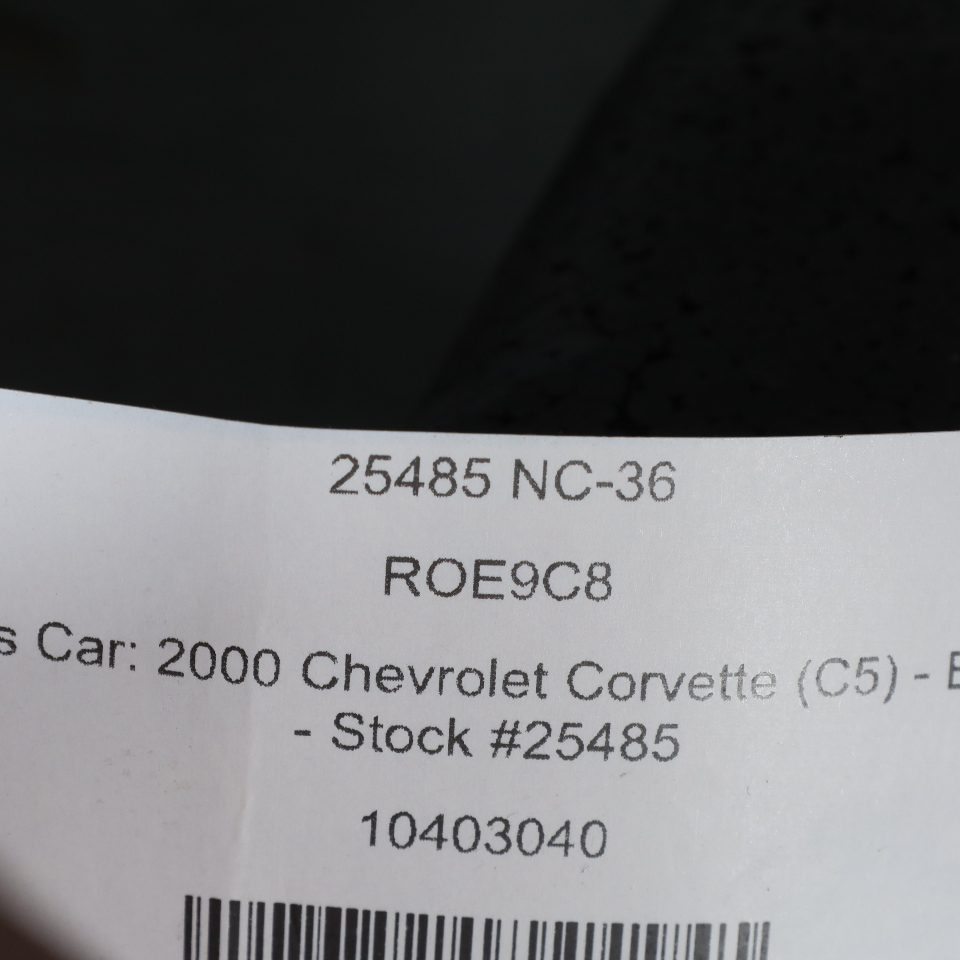 25485 NC-36
ROE9C8
Car: 2000 Chevrolet Corvette (C5) -
- Stock #25485
10403040